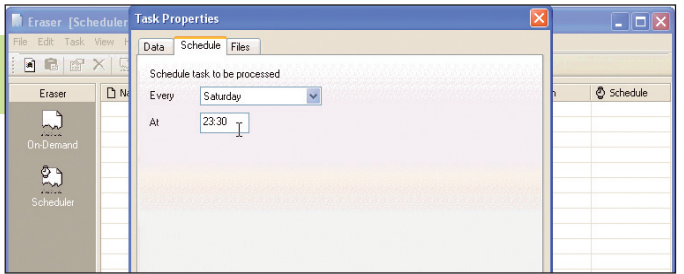 Eraser [Scheduler
Task Properties
File Edit Task View H
Data Schedule Files
Schedule task to be processed
Eraser
Na
n
Schedule
Every Saturday
At 23:30
On-Demand
Scheduler